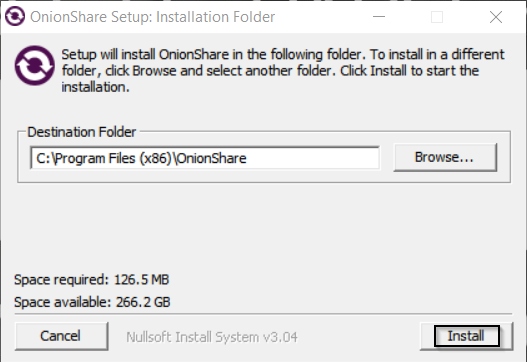 OnionShare Setup: Installation Folder
Setup will install OnionShare in the following folder. To install in a different
folder, click Browse and select another folder. Click Install to start the
installation.
Destination Folder
C:\Program Files (x86)\OnionShare
Browse...
Space required: 126.5 MB
Space available: 266.2 GB
Cancel
Nullsoft Install System v3.04
Install